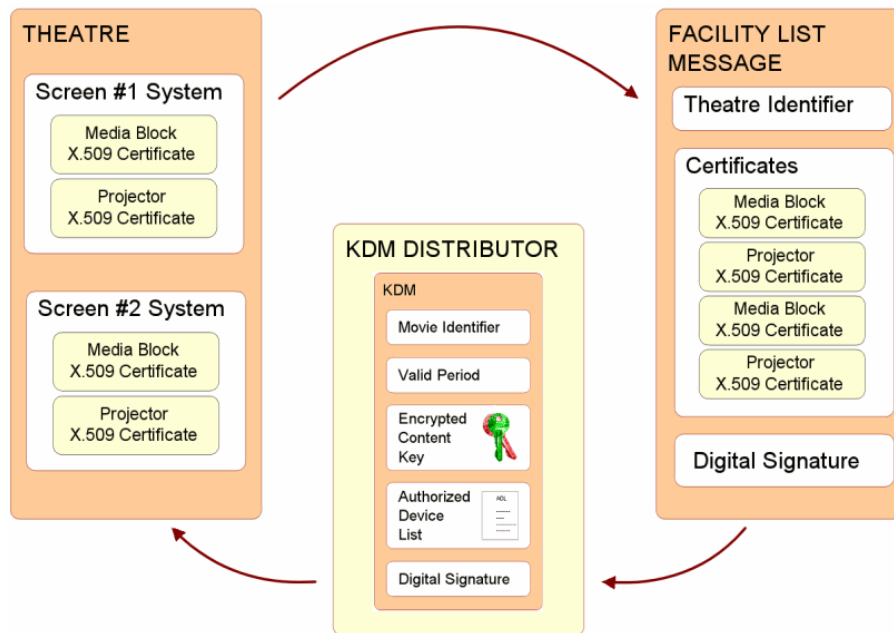 THEATRE
Screen #1 System
Media Block
X.509 Certificate
Projector
X.509 Certificate
Screen #2 System
Media Block
X.509 Certificate
Projector
X.509 Certificate
KDM DISTRIBUTOR
KDM
Movie Identifier
Valid Period
Encrypted
Content
Key
Authorized
Device
List
ADL
Digital Signature
FACILITY LIST
MESSAGE
Theatre Identifier
Certificates
Media Block
X.509 Certificate
Projector
X.509 Certificate
Media Block
X.509 Certificate
Projector
X.509 Certificate
Digital Signature